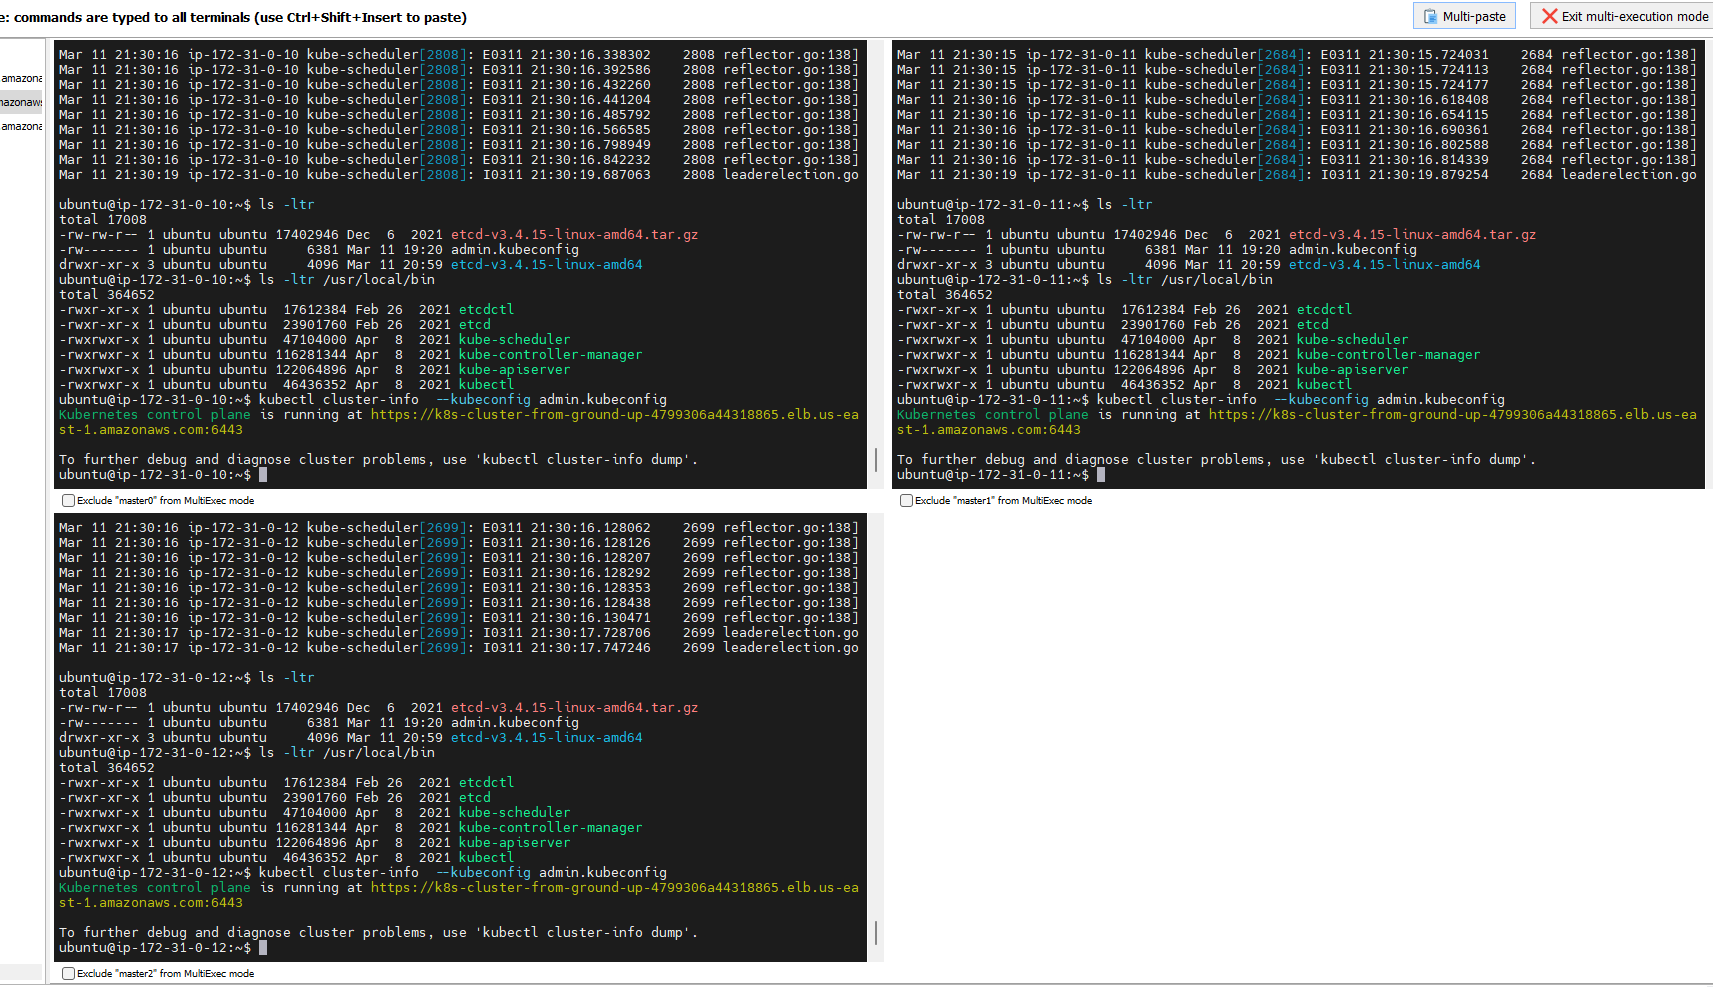 e: commands are typed to all terminals (use Ctrl+Shift+Insert to paste)
Multi-paste
Exit multi-execution mode
amazona
nazonaws
amazona
Mar 11 21:30:16 ip-172-31-0-10 kube-scheduler[2808]: E0311 21:30:16.338302    2808 reflector.go:138]
Mar 11 21:30:16 ip-172-31-0-10 kube-scheduler[2808]: E0311 21:30:16.392586    2808 reflector.go:138]
Mar 11 21:30:16 ip-172-31-0-10 kube-scheduler[2808]: E0311 21:30:16.432260    2808 reflector.go:138]
Mar 11 21:30:16 ip-172-31-0-10 kube-scheduler[2808]: E0311 21:30:16.441204    2808 reflector.go:138]
Mar 11 21:30:16 ip-172-31-0-10 kube-scheduler[2808]: E0311 21:30:16.485792    2808 reflector.go:138]
Mar 11 21:30:16 ip-172-31-0-10 kube-scheduler[2808]: E0311 21:30:16.566585    2808 reflector.go:138]
Mar 11 21:30:16 ip-172-31-0-10 kube-scheduler[2808]: E0311 21:30:16.798949    2808 reflector.go:138]
Mar 11 21:30:16 ip-172-31-0-10 kube-scheduler[2808]: E0311 21:30:16.842232    2808 reflector.go:138]
Mar 11 21:30:19 ip-172-31-0-10 kube-scheduler[2808]: I0311 21:30:19.687063    2808 leaderelection.go
ubuntu@ip-172-31-0-10:~$ ls -ltr
total 17008
-rw-rw-r-- 1 ubuntu ubuntu 17402946 Dec  6  2021 etcd-v3.4.15-linux-amd64.tar.gz
-rw------- 1 ubuntu ubuntu     6381 Mar 11 19:20 admin.kubeconfig
drwxr-xr-x 3 ubuntu ubuntu     4096 Mar 11 20:59 etcd-v3.4.15-linux-amd64
ubuntu@ip-172-31-0-10:~$ ls -ltr /usr/local/bin
total 364652
-rwxr-xr-x 1 ubuntu ubuntu  17612384 Feb 26  2021 etcdctl
-rwxr-xr-x 1 ubuntu ubuntu  23901760 Feb 26  2021 etcd
-rwxrwxr-x 1 ubuntu ubuntu  47104000 Apr  8  2021 kube-scheduler
-rwxrwxr-x 1 ubuntu ubuntu 116281344 Apr  8  2021 kube-controller-manager
-rwxrwxr-x 1 ubuntu ubuntu 122064896 Apr  8  2021 kube-apiserver
-rwxrwxr-x 1 ubuntu ubuntu  46436352 Apr  8  2021 kubectl
ubuntu@ip-172-31-0-10:~$ kubectl cluster-info  --kubeconfig admin.kubeconfig
Kubernetes control plane is running at https://k8s-cluster-from-ground-up-4799306a44318865.elb.us-ea
st-1.amazonaws.com:6443
To further debug and diagnose cluster problems, use 'kubectl cluster-info dump'.
ubuntu@ip-172-31-0-10:~$
Exclude "master0" from MultiExec mode
Mar 11 21:30:15 ip-172-31-0-11 kube-scheduler[2684]: E0311 21:30:15.724031    2684 reflector.go:138]
Mar 11 21:30:15 ip-172-31-0-11 kube-scheduler[2684]: E0311 21:30:15.724113    2684 reflector.go:138]
Mar 11 21:30:15 ip-172-31-0-11 kube-scheduler[2684]: E0311 21:30:15.724177    2684 reflector.go:138]
Mar 11 21:30:16 ip-172-31-0-11 kube-scheduler[2684]: E0311 21:30:16.618408    2684 reflector.go:138]
Mar 11 21:30:16 ip-172-31-0-11 kube-scheduler[2684]: E0311 21:30:16.654115    2684 reflector.go:138]
Mar 11 21:30:16 ip-172-31-0-11 kube-scheduler[2684]: E0311 21:30:16.690361    2684 reflector.go:138]
Mar 11 21:30:16 ip-172-31-0-11 kube-scheduler[2684]: E0311 21:30:16.802588    2684 reflector.go:138]
Mar 11 21:30:16 ip-172-31-0-11 kube-scheduler[2684]: E0311 21:30:16.814339    2684 reflector.go:138]
Mar 11 21:30:19 ip-172-31-0-11 kube-scheduler[2684]: I0311 21:30:19.879254    2684 leaderelection.go
ubuntu@ip-172-31-0-11:~$ ls -ltr
total 17008
-rw-rw-r-- 1 ubuntu ubuntu 17402946 Dec  6  2021 etcd-v3.4.15-linux-amd64.tar.gz
-rw------- 1 ubuntu ubuntu     6381 Mar 11 19:20 admin.kubeconfig
drwxr-xr-x 3 ubuntu ubuntu     4096 Mar 11 20:59 etcd-v3.4.15-linux-amd64
ubuntu@ip-172-31-0-11:~$ ls -ltr /usr/local/bin
total 364652
-rwxr-xr-x 1 ubuntu ubuntu  17612384 Feb 26  2021 etcdctl
-rwxr-xr-x 1 ubuntu ubuntu  23901760 Feb 26  2021 etcd
-rwxrwxr-x 1 ubuntu ubuntu  47104000 Apr  8  2021 kube-scheduler
-rwxrwxr-x 1 ubuntu ubuntu 116281344 Apr  8  2021 kube-controller-manager
-rwxrwxr-x 1 ubuntu ubuntu 122064896 Apr  8  2021 kube-apiserver
-rwxrwxr-x 1 ubuntu ubuntu  46436352 Apr  8  2021 kubectl
ubuntu@ip-172-31-0-11:~$ kubectl cluster-info  --kubeconfig admin.kubeconfig
Kubernetes control plane is running at https://k8s-cluster-from-ground-up-4799306a44318865.elb.us-ea
st-1.amazonaws.com:6443
To further debug and diagnose cluster problems, use 'kubectl cluster-info dump'.
ubuntu@ip-172-31-0-11:~$
Exclude "master1" from MultiExec mode
Mar 11 21:30:16 ip-172-31-0-12 kube-scheduler[2699]: E0311 21:30:16.128062    2699 reflector.go:138]
Mar 11 21:30:16 ip-172-31-0-12 kube-scheduler[2699]: E0311 21:30:16.128126    2699 reflector.go:138]
Mar 11 21:30:16 ip-172-31-0-12 kube-scheduler[2699]: E0311 21:30:16.128207    2699 reflector.go:138]
Mar 11 21:30:16 ip-172-31-0-12 kube-scheduler[2699]: E0311 21:30:16.128292    2699 reflector.go:138]
Mar 11 21:30:16 ip-172-31-0-12 kube-scheduler[2699]: E0311 21:30:16.128353    2699 reflector.go:138]
Mar 11 21:30:16 ip-172-31-0-12 kube-scheduler[2699]: E0311 21:30:16.128438    2699 reflector.go:138]
Mar 11 21:30:16 ip-172-31-0-12 kube-scheduler[2699]: E0311 21:30:16.130471    2699 reflector.go:138]
Mar 11 21:30:17 ip-172-31-0-12 kube-scheduler[2699]: I0311 21:30:17.728706    2699 leaderelection.go
Mar 11 21:30:17 ip-172-31-0-12 kube-scheduler[2699]: I0311 21:30:17.747246    2699 leaderelection.go
ubuntu@ip-172-31-0-12:~$ ls -ltr
total 17008
-rw-rw-r-- 1 ubuntu ubuntu 17402946 Dec  6  2021 etcd-v3.4.15-linux-amd64.tar.gz
-rw------- 1 ubuntu ubuntu     6381 Mar 11 19:20 admin.kubeconfig
drwxr-xr-x 3 ubuntu ubuntu     4096 Mar 11 20:59 etcd-v3.4.15-linux-amd64
ubuntu@ip-172-31-0-12:~$ ls -ltr /usr/local/bin
total 364652
-rwxr-xr-x 1 ubuntu ubuntu  17612384 Feb 26  2021 etcdctl
-rwxr-xr-x 1 ubuntu ubuntu  23901760 Feb 26  2021 etcd
-rwxrwxr-x 1 ubuntu ubuntu  47104000 Apr  8  2021 kube-scheduler
-rwxrwxr-x 1 ubuntu ubuntu 116281344 Apr  8  2021 kube-controller-manager
-rwxrwxr-x 1 ubuntu ubuntu 122064896 Apr  8  2021 kube-apiserver
-rwxrwxr-x 1 ubuntu ubuntu  46436352 Apr  8  2021 kubectl
ubuntu@ip-172-31-0-12:~$ kubectl cluster-info  --kubeconfig admin.kubeconfig
Kubernetes control plane is running at https://k8s-cluster-from-ground-up-4799306a44318865.elb.us-ea
st-1.amazonaws.com:6443
To further debug and diagnose cluster problems, use 'kubectl cluster-info dump'.
ubuntu@ip-172-31-0-12:~$
Exclude "master2" from MultiExec mode